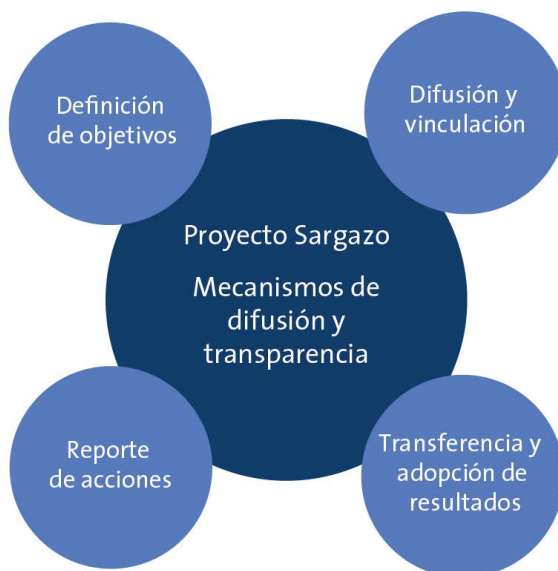 Definición
de objetivos
Difusión y
vinculación
Proyecto Sargazo
Mecanismos de
difusión y
transparencia
Reporte
de acciones
Transferencia y
adopción de
resultados